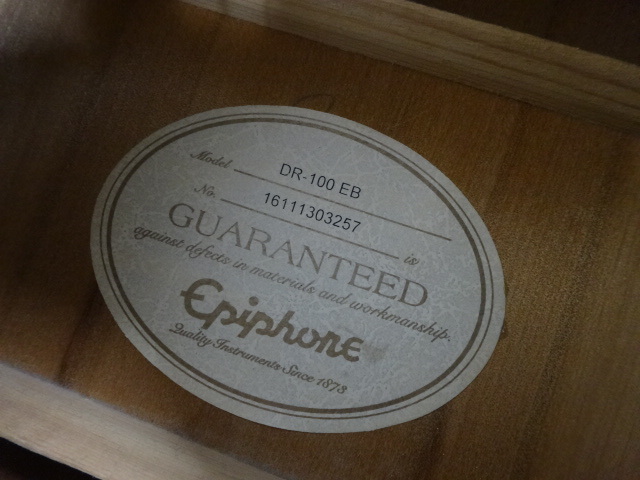 Model DR-100 EB
No. 16111303257 is
GUARANTEED
against defects in materials and workmanship.
Epiphone
Quality Instruments Since 1873